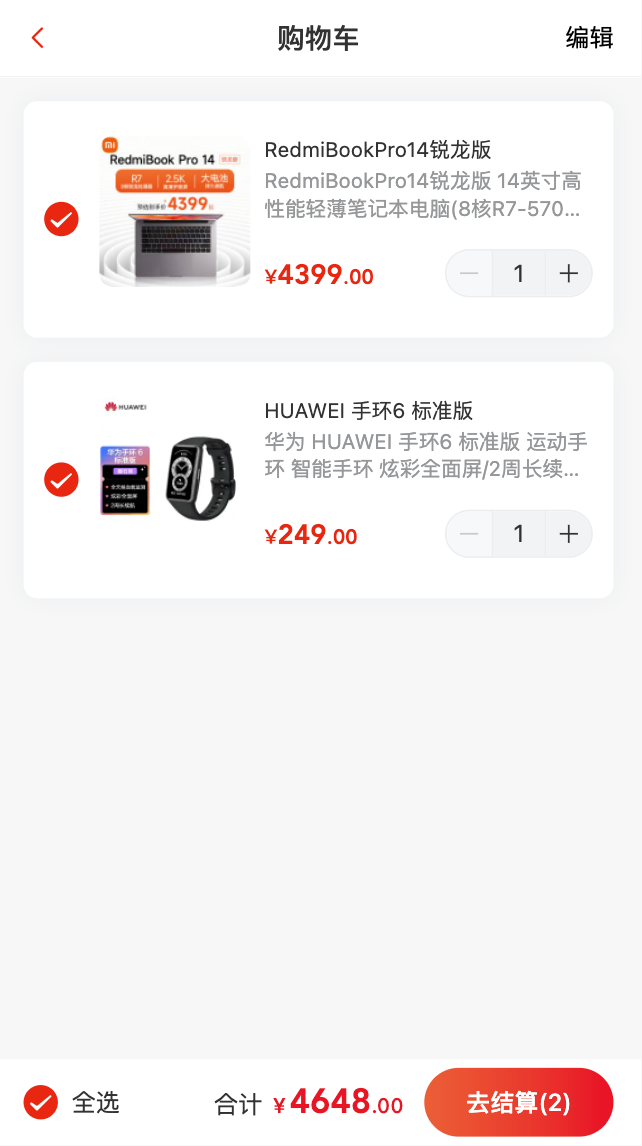 购物车
编辑
RedmiBook Pro 14 锐龙版
R7
2.5K
大电池
4399
RedmiBookPro14锐龙版
RedmiBookPro14锐龙版 14英寸高
性能轻薄笔记本电脑(8核R7-570...
¥4399.00
1
HUAWEI
华为手环 6
标准版
HUAWEI 手环6 标准版
华为 HUAWEI 手环6 标准版 运动手
环 智能手环 炫彩全面屏/2周长续...
¥249.00
1
全选
合计 ¥4648.00
去结算(2)